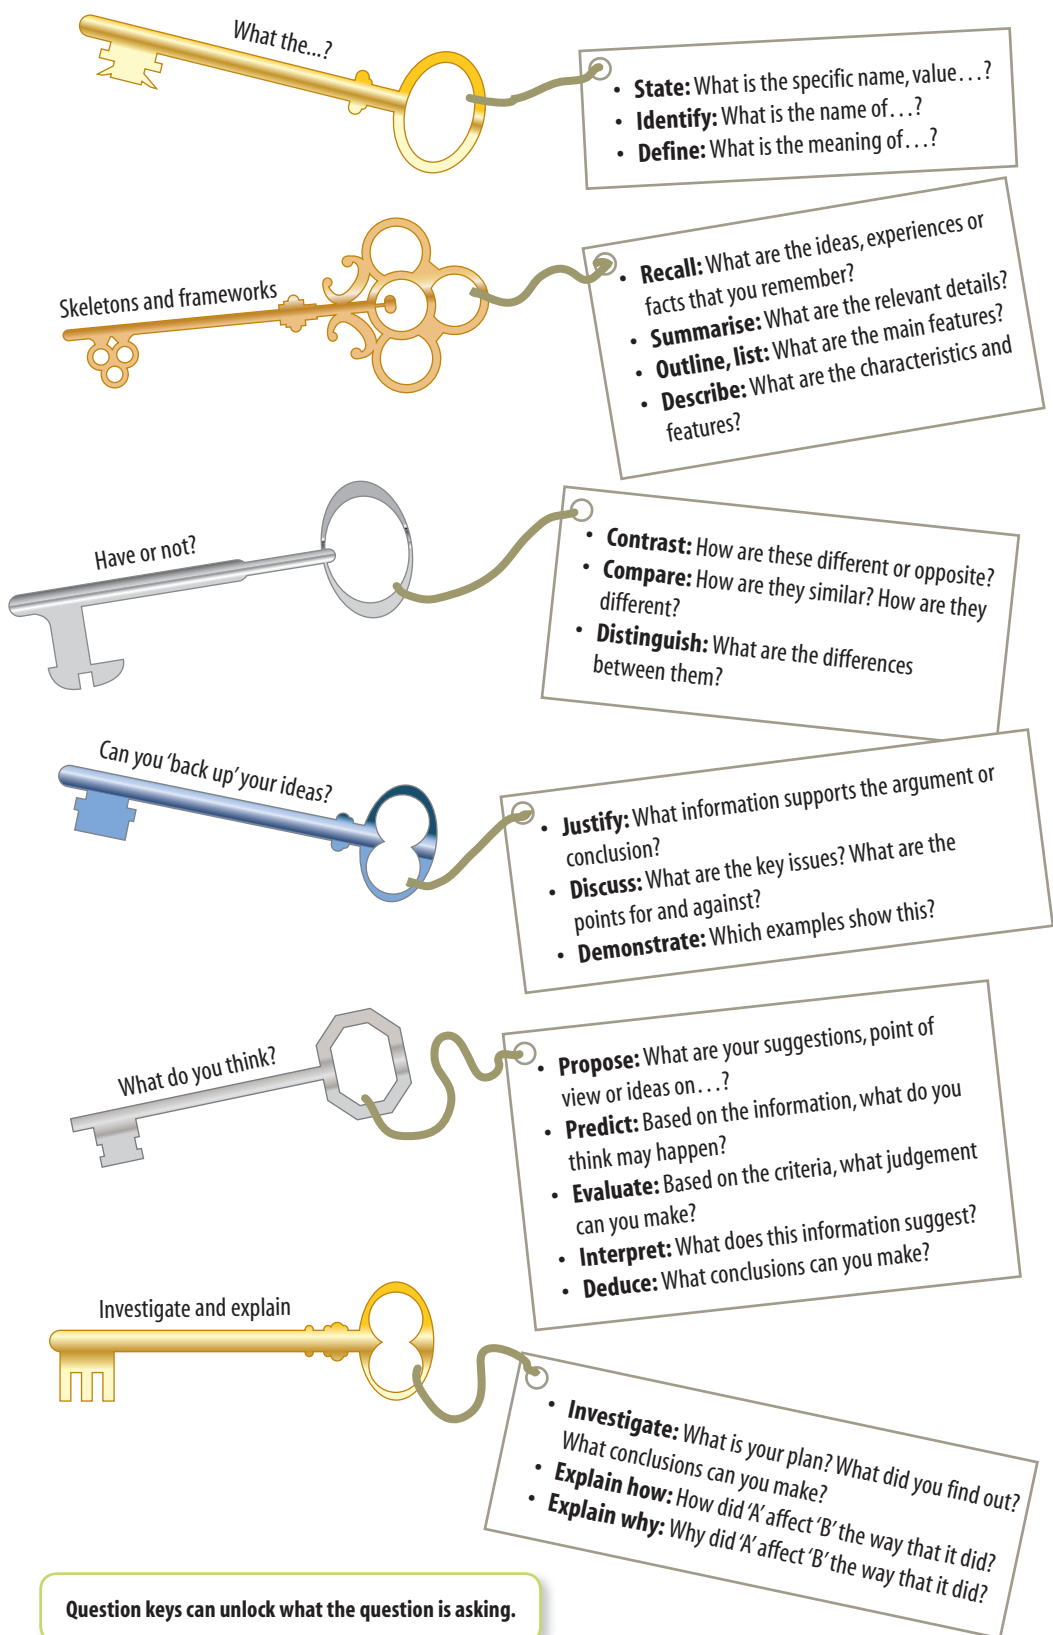 What the...?
• State: What is the specific name, value...?
• Identify: What is the name of...?
• Define: What is the meaning of...?
Skeletons and frameworks
• Recall: What are the ideas, experiences or
facts that you remember?
• Summarise: What are the relevant details?
• Outline, list: What are the main features?
• Describe: What are the characteristics and
features?
Have or not?
• Contrast: How are these different or opposite?
• Compare: How are they similar? How are they
different?
• Distinguish: What are the differences
between them?
Can you ‘back up’ your ideas?
• Justify: What information supports the argument or
conclusion?
• Discuss: What are the key issues? What are the
points for and against?
• Demonstrate: Which examples show this?
What do you think?
• Propose: What are your suggestions, point of
view or ideas on...?
• Predict: Based on the information, what do you
think may happen?
• Evaluate: Based on the criteria, what judgement
can you make?
• Interpret: What does this information suggest?
• Deduce: What conclusions can you make?
Investigate and explain
• Investigate: What is your plan? What did you find out?
What conclusions can you make?
• Explain how: How did ‘A’ affect ‘B’ the way that it did?
• Explain why: Why did ‘A’ affect ‘B’ the way that it did?
Question keys can unlock what the question is asking.